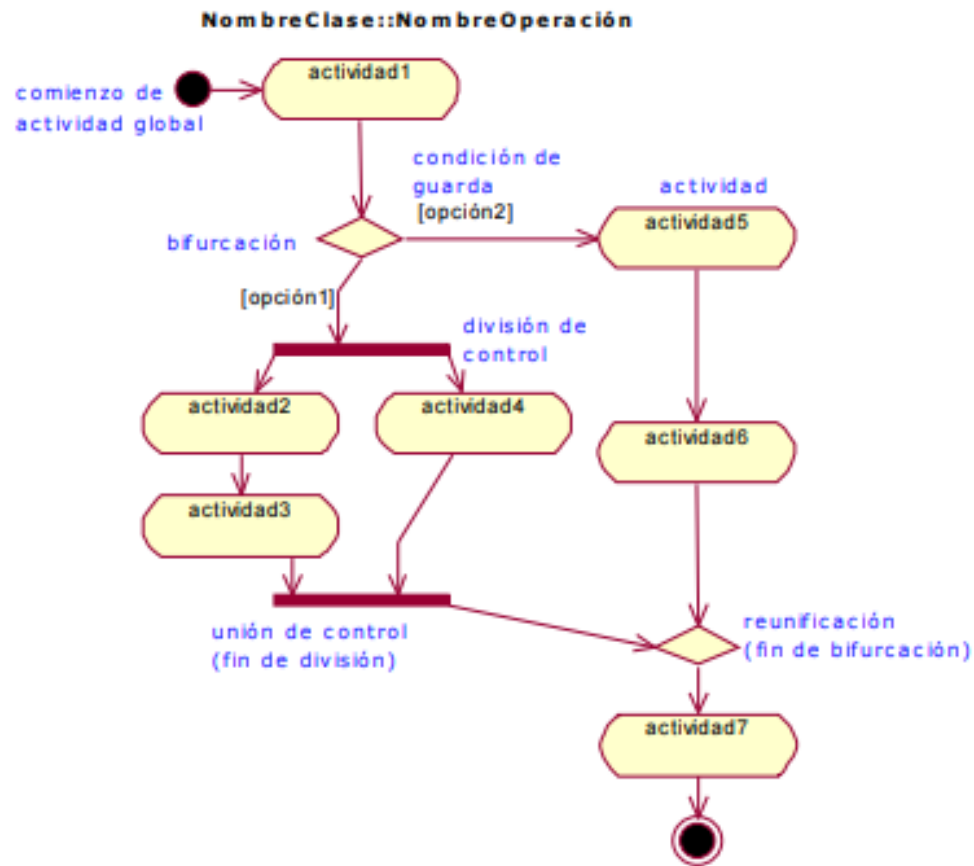 NombreClase::NombreOperación
actividad1
comienzo de
actividad global
condición de
guarda
[opción2]
actividad
actividad5
bifurcación
[opción1]
división de
control
actividad2
actividad4
actividad6
actividad3
unión de control
(fin de división)
reunificación
(fin de bifurcación)
actividad7